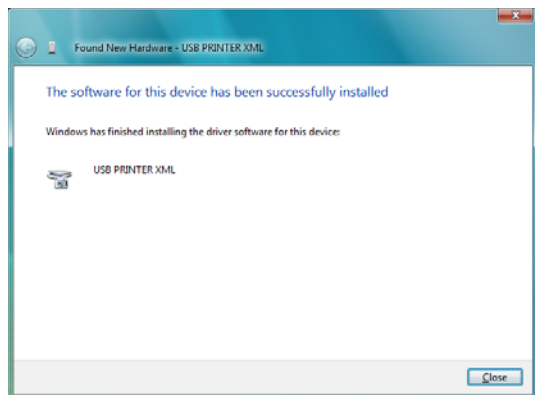 Found New Hardware - USB PRINTER XML
The software for this device has been successfully installed
Windows has finished installing the driver software for this device:
USB PRINTER XML
Close